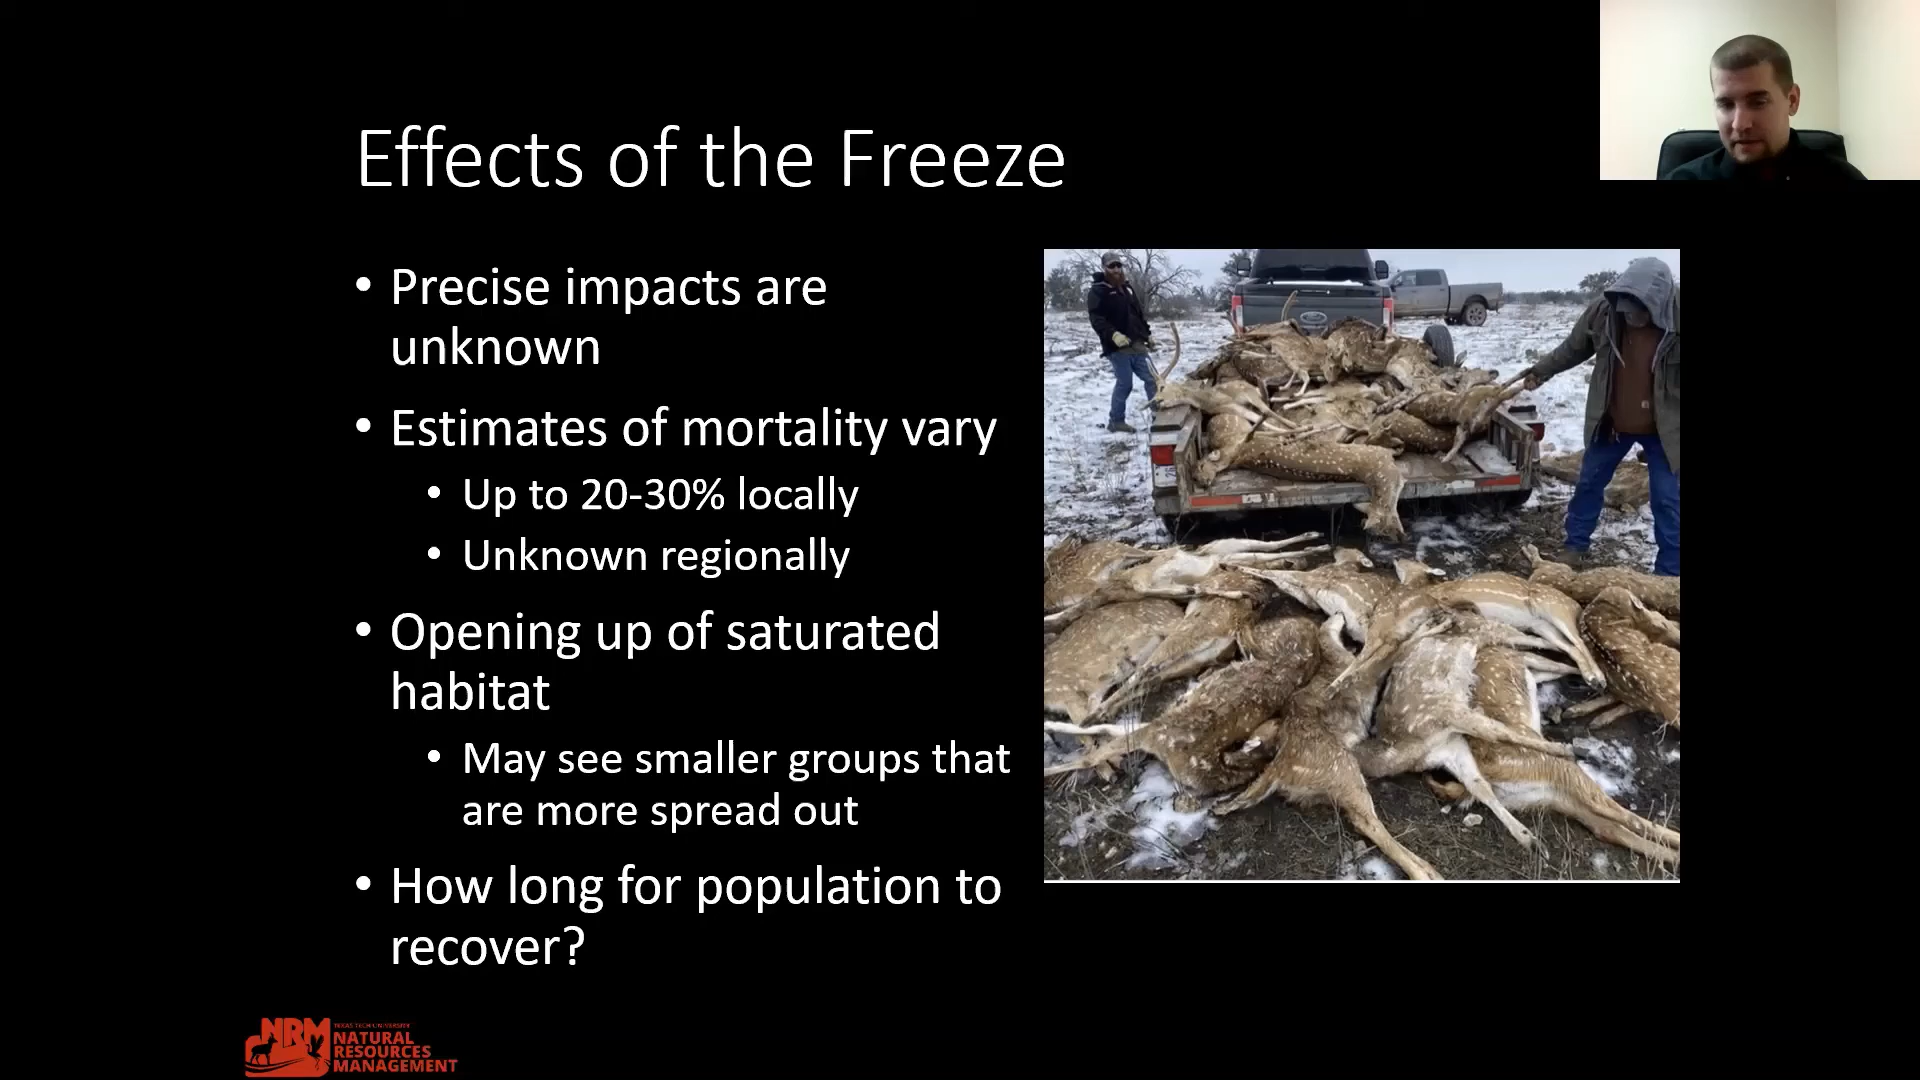 Effects of the Freeze
• Precise impacts are
unknown
• Estimates of mortality vary
• Up to 20-30% locally
• Unknown regionally
• Opening up of saturated
habitat
• May see smaller groups that
are more spread out
• How long for population to
recover?
NRM
TEXAS TECH UNIVERSITY
NATURAL
RESOURCES
MANAGEMENT